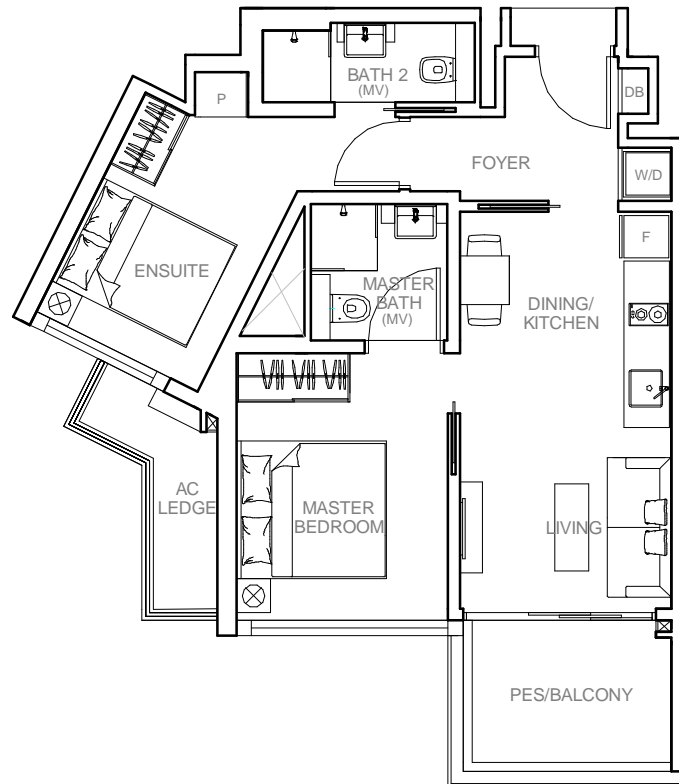 BATH 2
(MV)
P
DB
FOYER
W/D
F
ENSUITE
MASTER
BATH
(MV)
DINING/
KITCHEN
AC
LEDGE
MASTER
BEDROOM
LIVING
PES/BALCONY